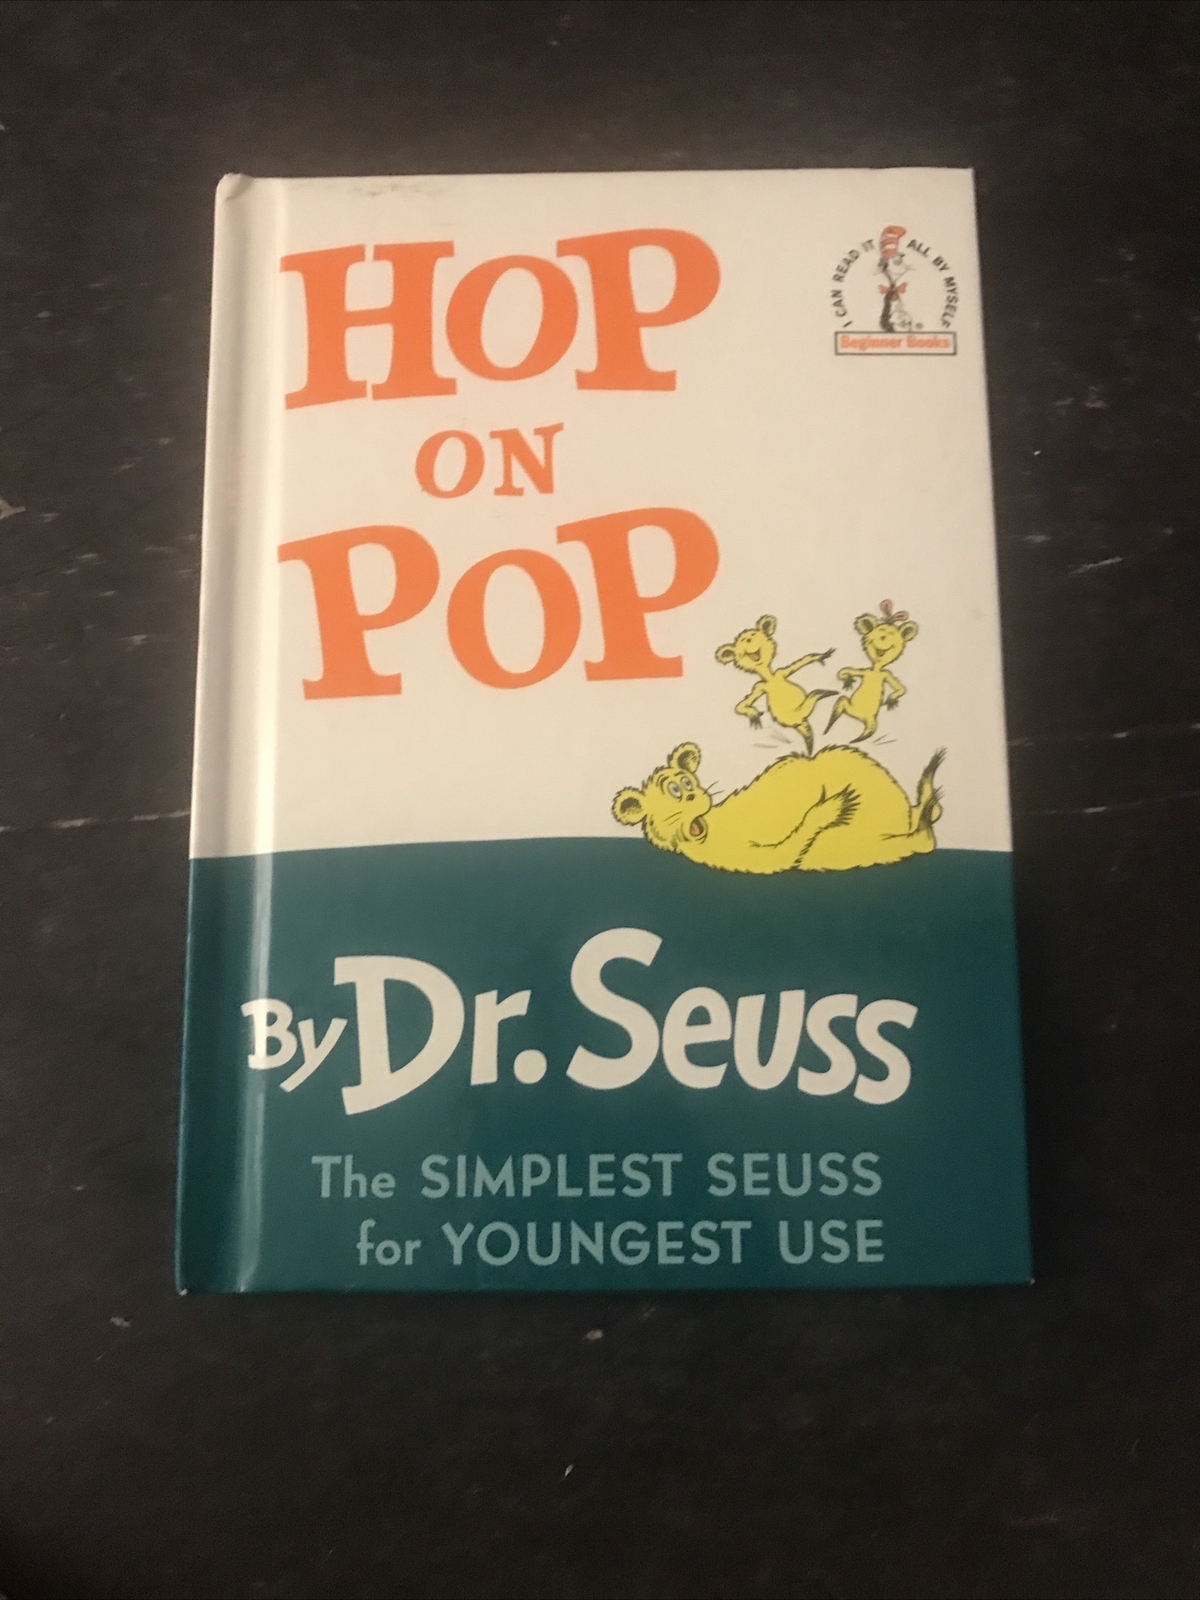 HOP
ON
POP
I CAN READ IT ALL BY MYSELF
Beginner Books
By Dr. Seuss
The SIMPLEST SEUSS
for YOUNGEST USE